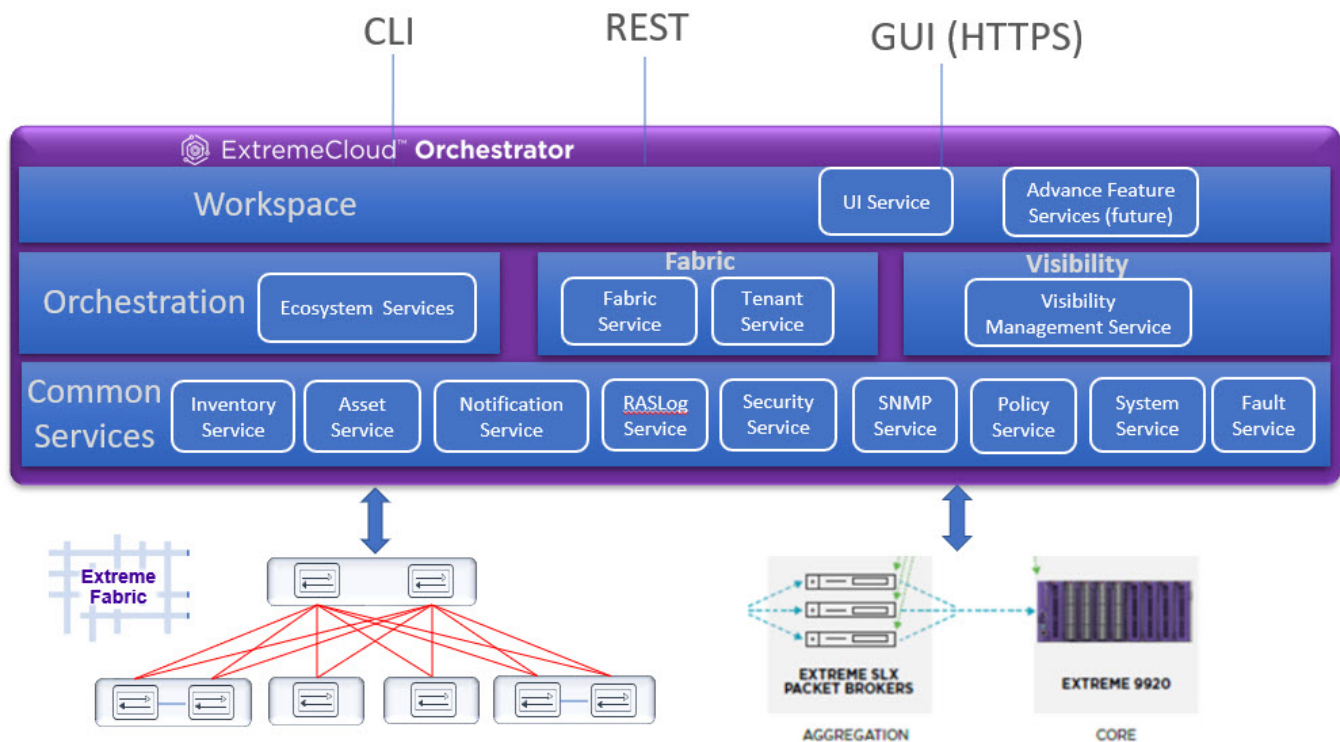 CLI
REST
GUI (HTTPS)
ExtremeCloud™ Orchestrator
Workspace
UI Service
Advance Feature
Services (future)
Orchestration
Ecosystem Services
Fabric
Fabric
Service
Tenant
Service
Visibility
Visibility
Management Service
Common
Services
Inventory
Service
Asset
Service
Notification
Service
RASLog
Service
Security
Service
SNMP
Service
Policy
Service
System
Service
Fault
Service
Extreme
Fabric
EXTREME SLX
PACKET BROKERS
EXTREME 9920
AGGREGATION
CORE